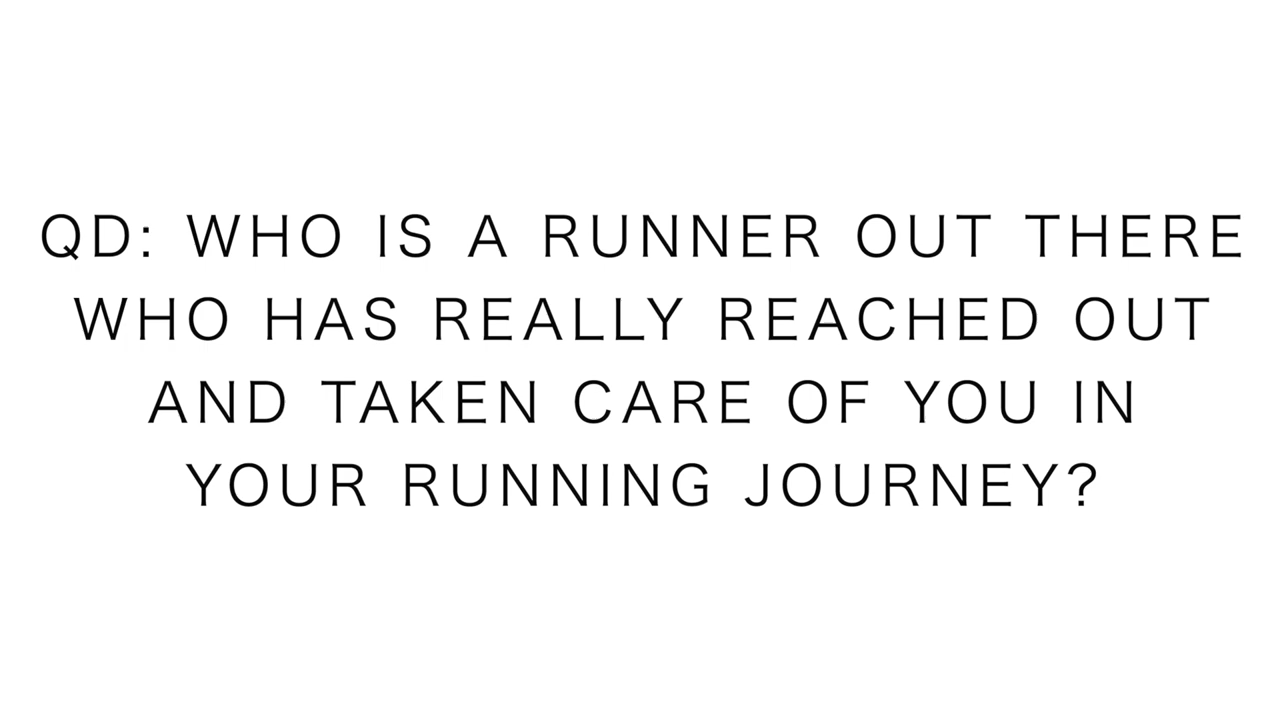 QD: WHO IS A RUNNER OUT THERE
WHO HAS REALLY REACHED OUT
AND TAKEN CARE OF YOU IN
YOUR RUNNING JOURNEY?